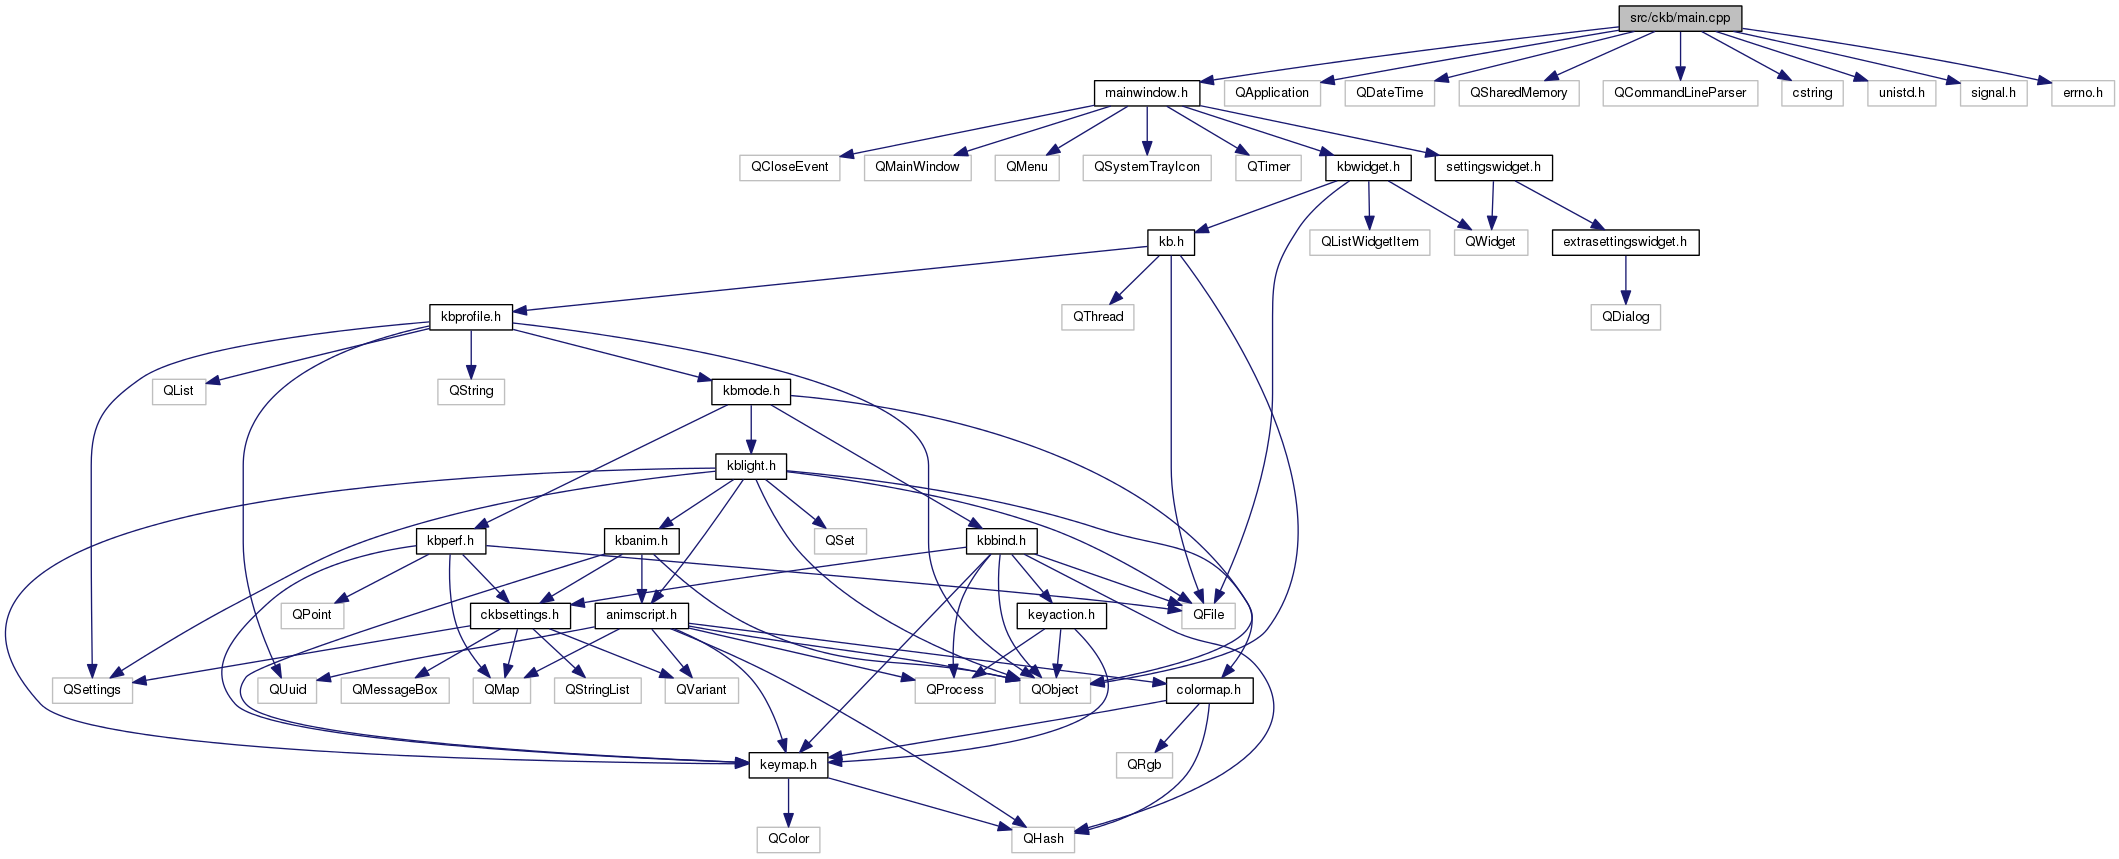 src/ckb/main.cpp
mainwindow.h
QApplication
QDateTime
QSharedMemory
QCommandLineParser
cstring
unistd.h
signal.h
errno.h
QCloseEvent
QMainWindow
QMenu
QSystemTrayIcon
QTimer
kbwidget.h
settingswidget.h
kb.h
QListWidgetItem
QWidget
extrasettingswidget.h
kbprofile.h
QThread
QDialog
QList
QString
kbmode.h
kblight.h
kbperf.h
kbanim.h
QSet
kbbind.h
QPoint
ckbsettings.h
animscript.h
keyaction.h
QFile
QSettings
QUuid
QMessageBox
QMap
QStringList
QVariant
QProcess
QObject
colormap.h
keymap.h
QRgb
QColor
QHash